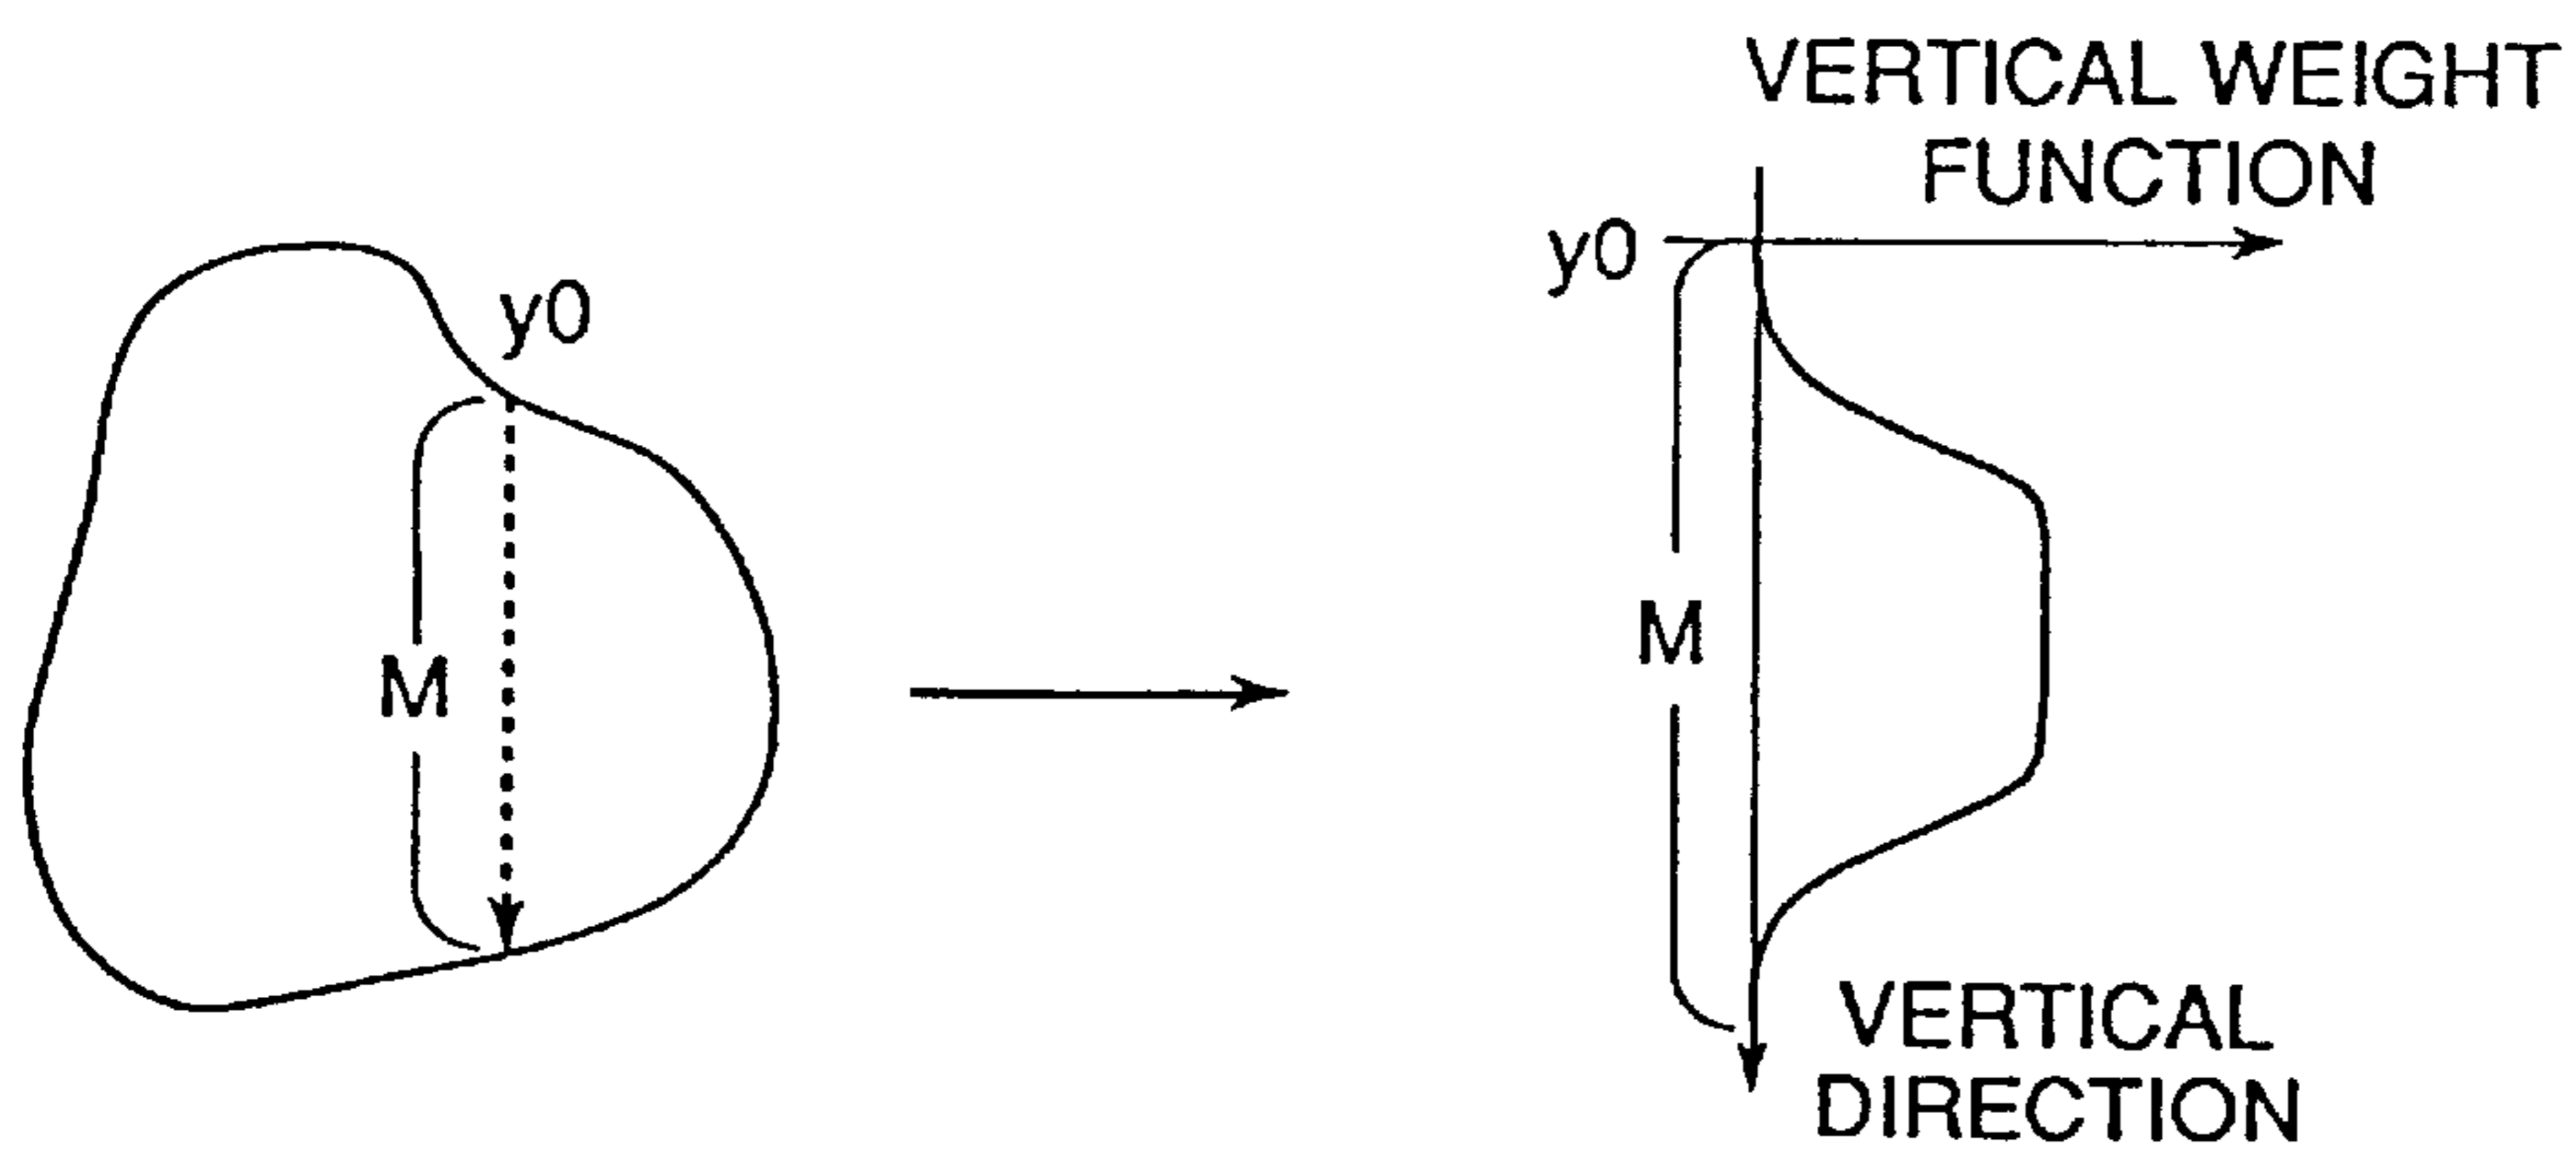 y0
M
VERTICAL WEIGHT
FUNCTION
y0
M
VERTICAL
DIRECTION